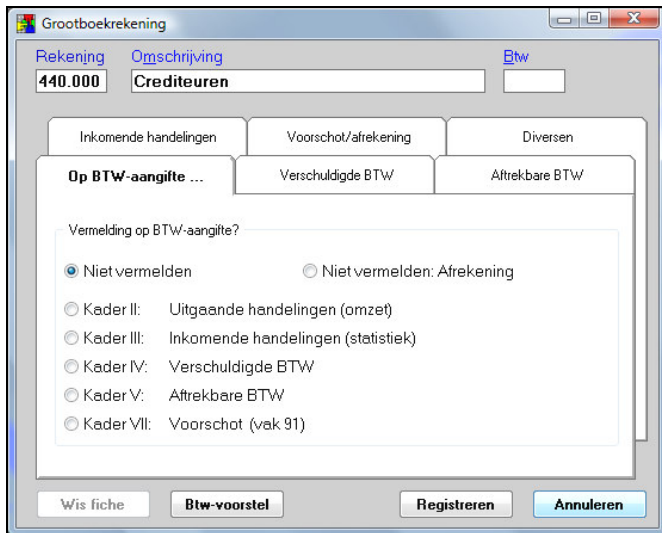 Grootboekrekening
Rekening Omschrijving Btw
440.000 Crediteuren
Inkomende handelingen Voorschot/afrekening Diversen
Op BTW-aangifte ... Verschuldigde BTW Aftrekbare BTW
Vermelding op BTW-aangifte?
Niet vermelden Niet vermelden: Afrekening
Kader II: Uitgaande handelingen (omzet)
Kader III: Inkomende handelingen (statistiek)
Kader IV: Verschuldigde BTW
Kader V: Aftrekbare BTW
Kader VII: Voorschot (vak 91)
Wis fiche Btw-voorstel Registreren Annuleren